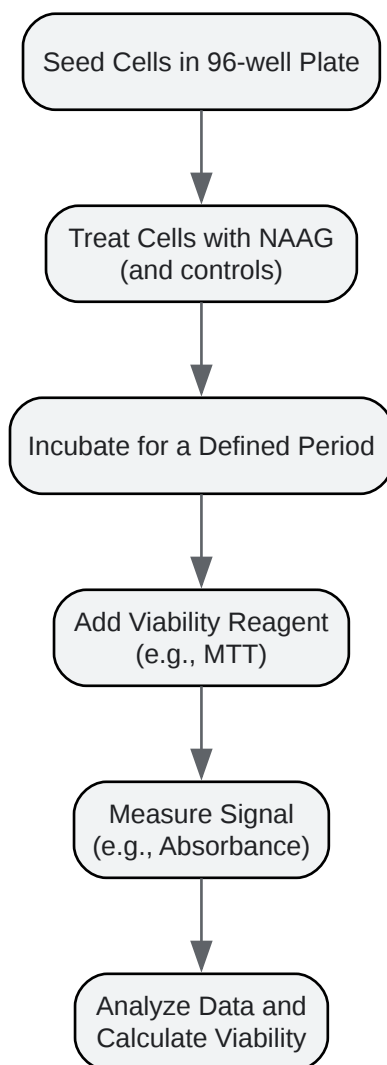 Seed Cells in 96-well Plate
Treat Cells with NAAG
(and controls)
Incubate for a Defined Period
Add Viability Reagent
(e.g., MTT)
Measure Signal
(e.g., Absorbance)
Analyze Data and
Calculate Viability